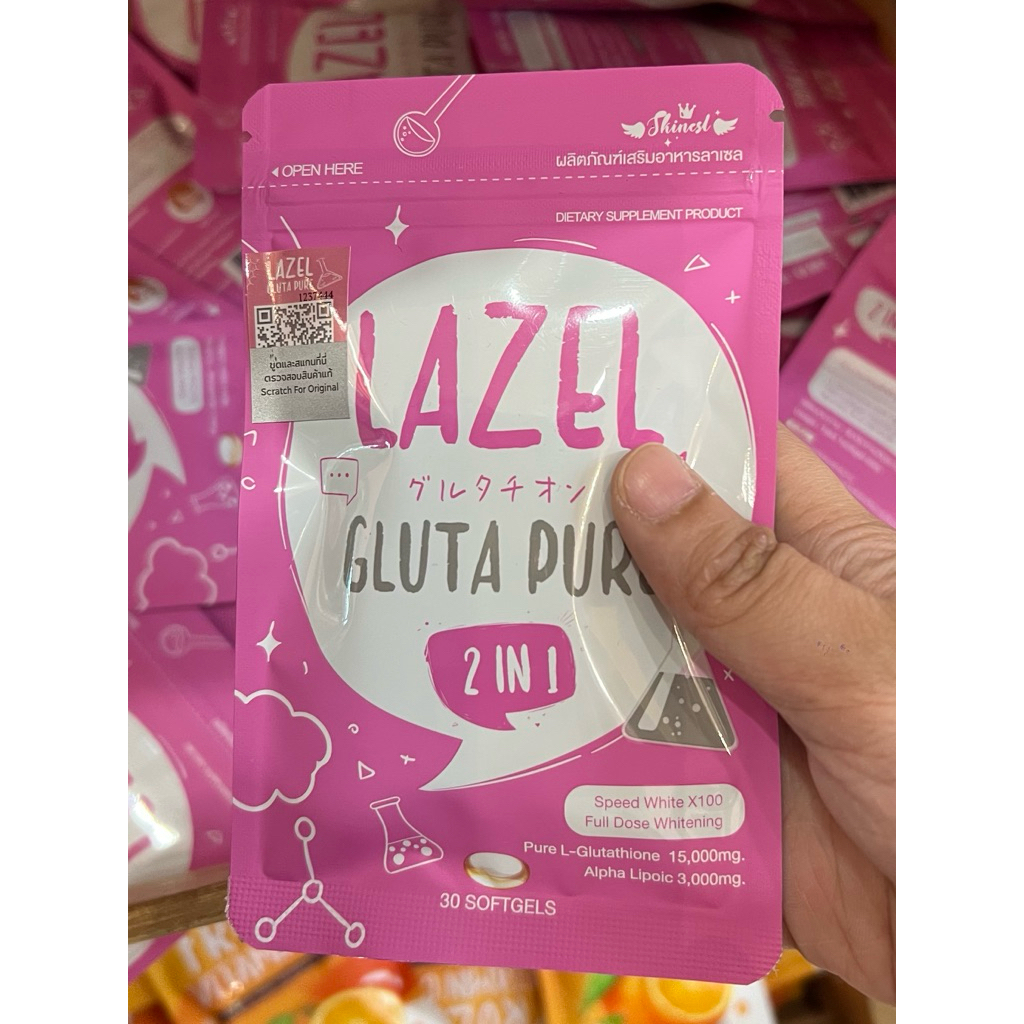 Shinest
ผลิตภัณฑ์เสริมอาหารลาเซล
OPEN HERE
DIETARY SUPPLEMENT PRODUCT
LAZEL
GLUTA PURE
ขูดและสแกนที่นี่
ตรวจสอบสินค้าแท้
Scratch For Original
LAZEL
グルタチオン
GLUTA PURE
2 IN 1
Speed White X100
Full Dose Whitening
Pure L-Glutathione 15,000mg.
Alpha Lipoic 3,000mg.
30 SOFTGELS